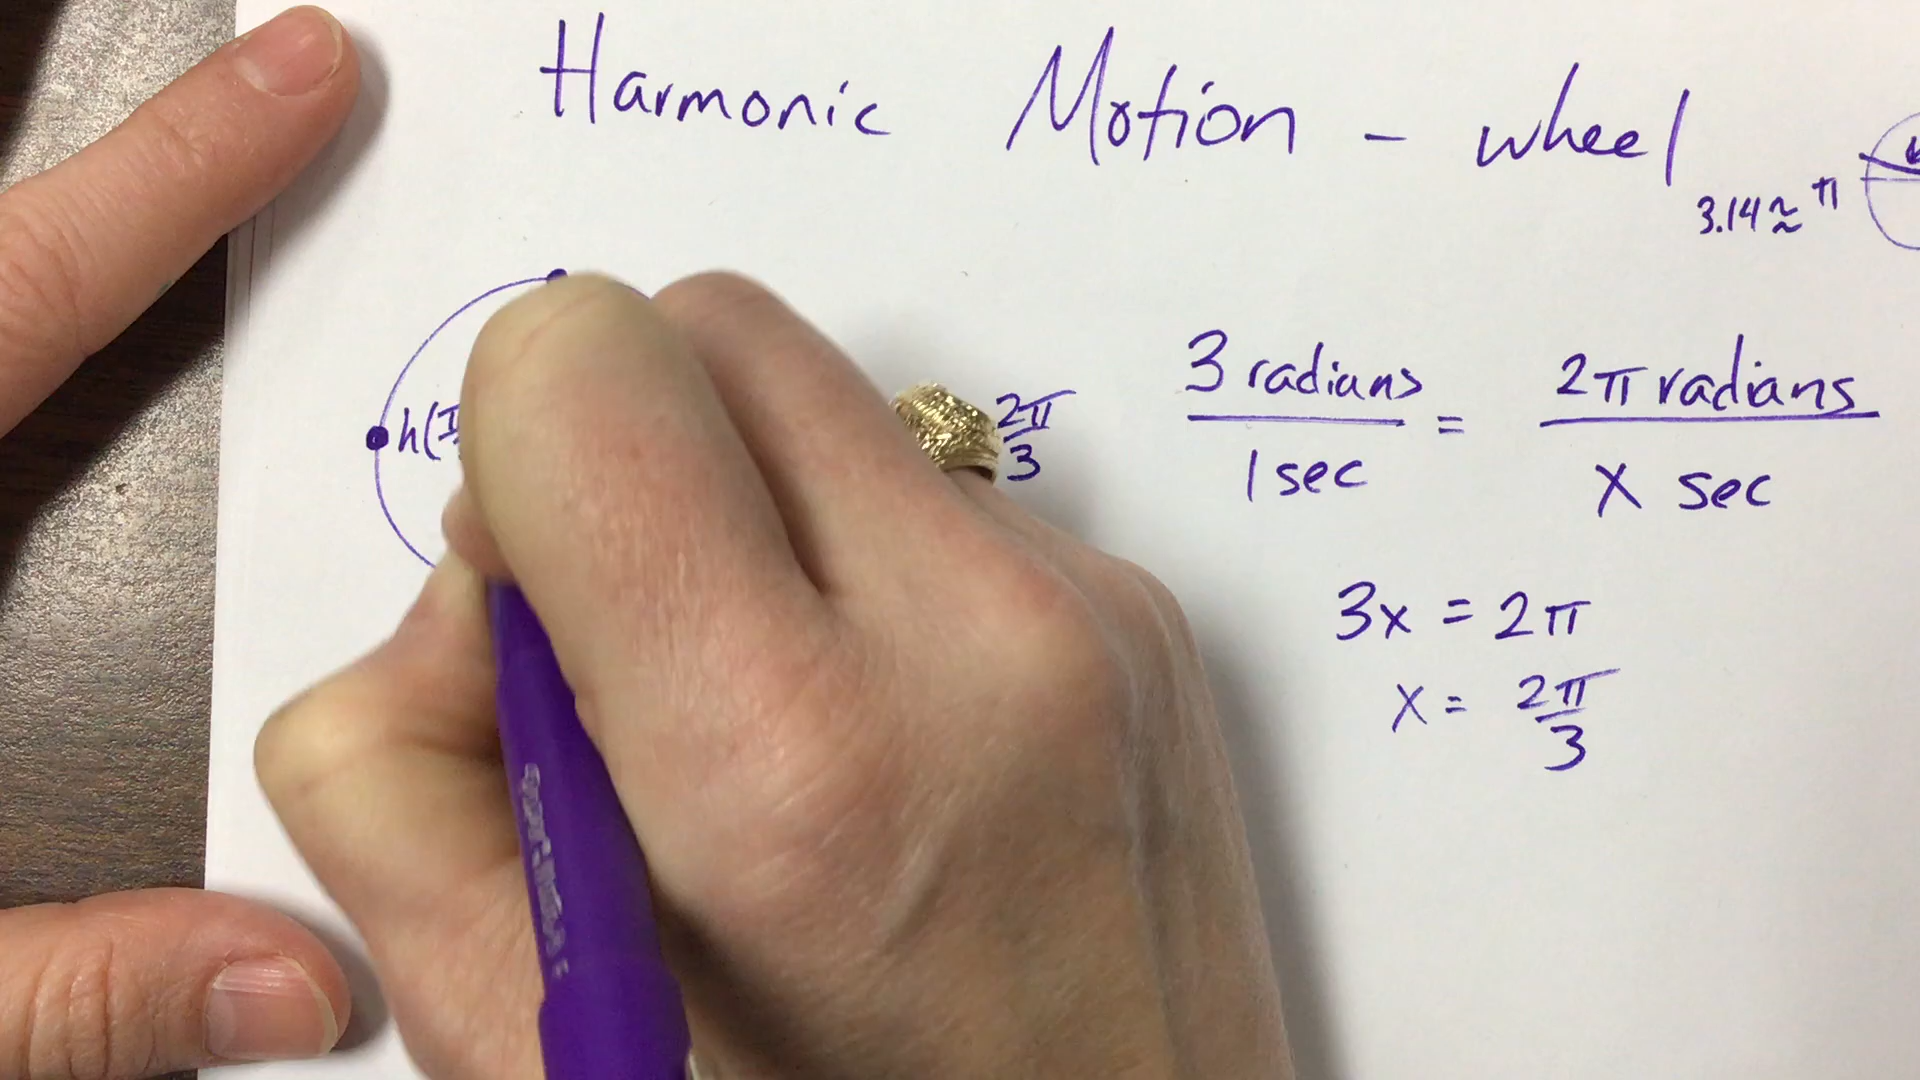 Harmonic Motion - wheel
3.14 ≈ π
h(
2π
3
3 radians = 2π radians
1 sec x sec
3x = 2π
x = 2π
3